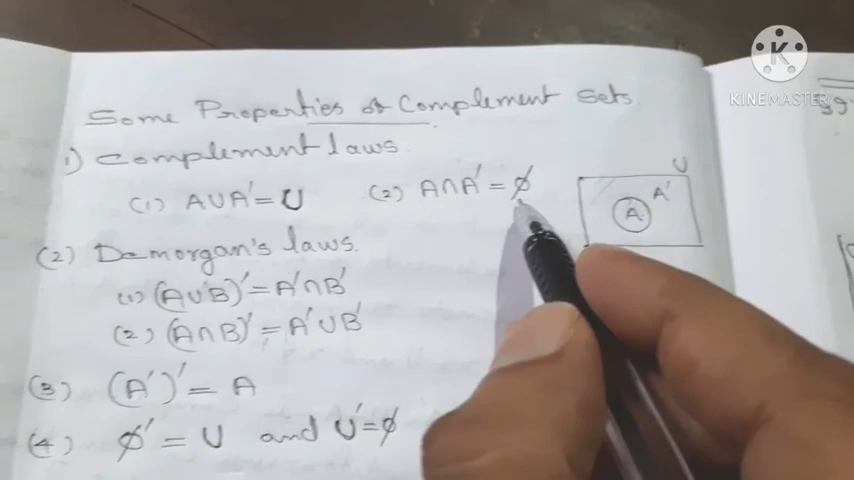 Some Properties of Complement Sets
1) Complement laws.
(1) A∪A' = U (2) A∩A' = ϕ
U
A A'
(2) Demorgan's laws.
(1) (A∪B)' = A'∩B'
(2) (A∩B)' = A'∪B'
(3) (A')' = A
(4) ϕ' = U and U' = ϕ
K
KINEMASTER